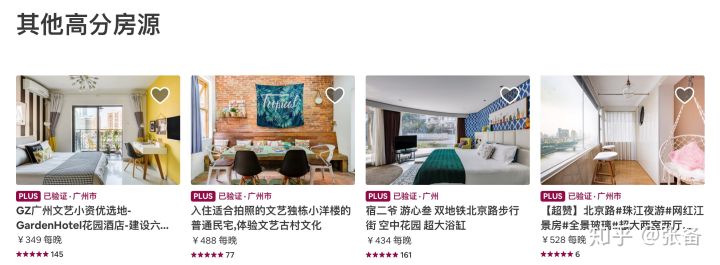 其他高分房源
Tropical
PLUS 已验证·广州市
GZ广州文艺小资优选地-
GardenHotel花园酒店-建设六...
￥349 每晚
★★★★★ 145
PLUS 已验证·广州市
入住适合拍照的文艺独栋小洋楼的
普通民宅,体验文艺古村文化
￥488 每晚
★★★★★ 77
PLUS 已验证·广州
宿二爷 游心叁 双地铁北京路步行
街 空中花园 超大浴缸
￥434 每晚
★★★★★ 161
PLUS 已验证·广州市
【超赞】北京路#珠江夜游#网红江
景房#全景玻璃#超大两室两厅...
￥528 每晚
★★★★★ 46
知乎 @张备